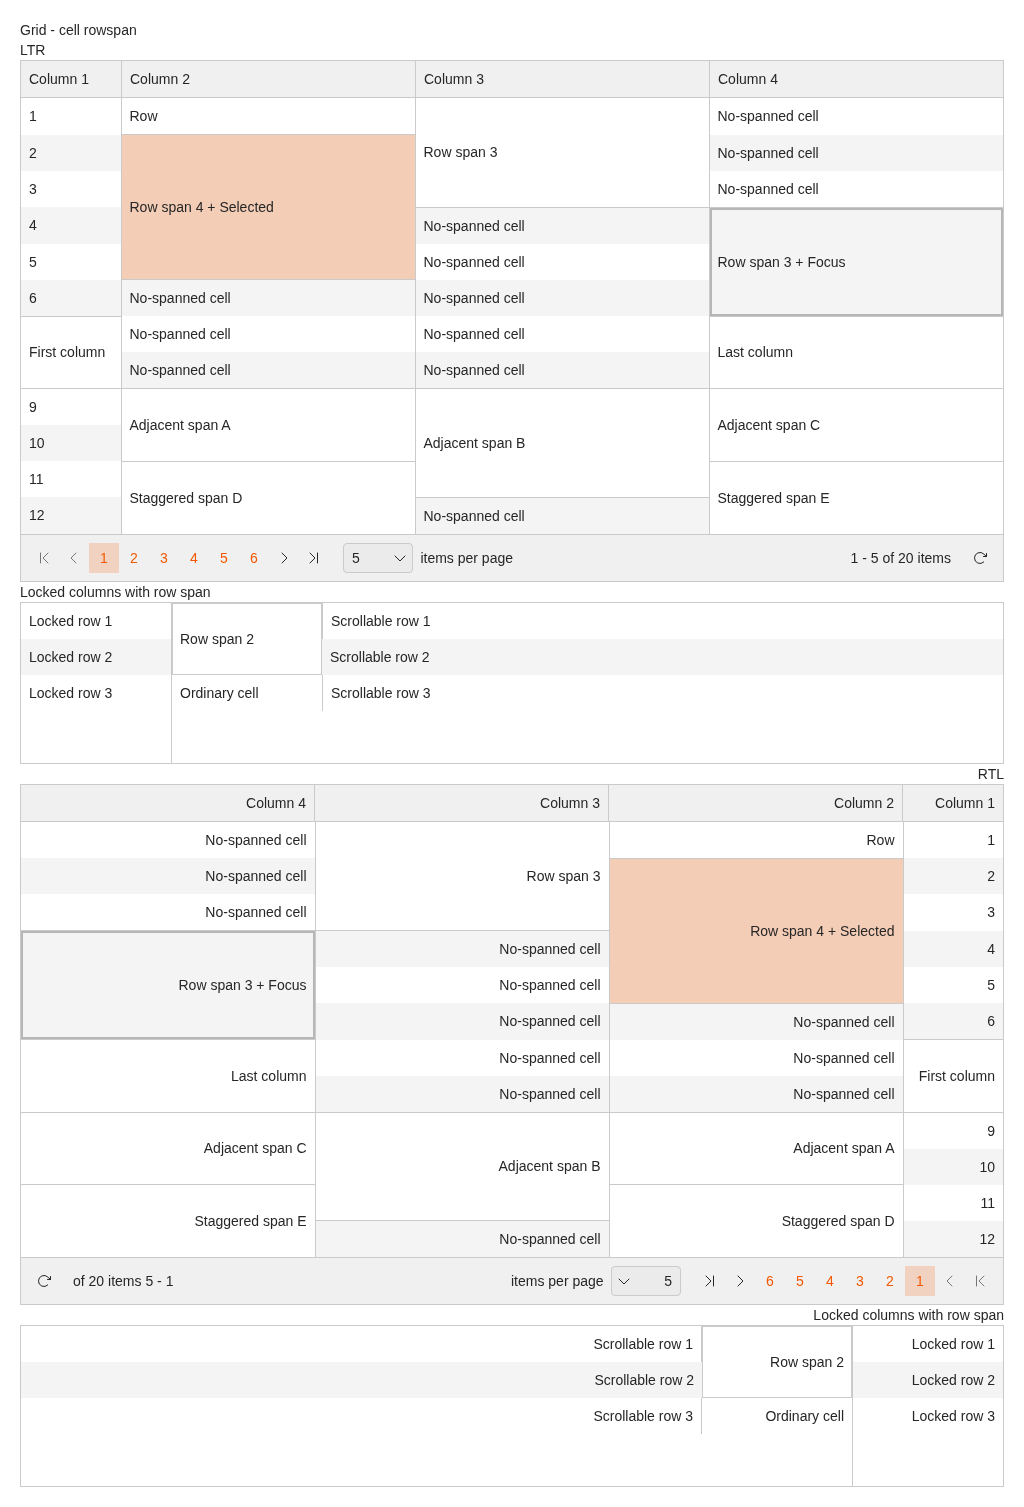 Grid - cell rowspan
LTR
Column 1 Column 2 Column 3 Column 4
1 Row Row span 3 No-spanned cell
2 Row span 4 + Selected No-spanned cell
3 No-spanned cell
4 No-spanned cell Row span 3 + Focus
5 No-spanned cell
6 No-spanned cell No-spanned cell
First column No-spanned cell No-spanned cell Last column
No-spanned cell No-spanned cell
9 Adjacent span A Adjacent span B Adjacent span C
10
11 Staggered span D Staggered span E
12 No-spanned cell
1 2 3 4 5 6 5 items per page 1 - 5 of 20 items
Locked columns with row span
Locked row 1 Row span 2 Scrollable row 1
Locked row 2 Scrollable row 2
Locked row 3 Ordinary cell Scrollable row 3
RTL
Column 4 Column 3 Column 2 Column 1
No-spanned cell Row span 3 Row 1
No-spanned cell Row span 4 + Selected 2
No-spanned cell 3
Row span 3 + Focus No-spanned cell 4
No-spanned cell 5
No-spanned cell No-spanned cell 6
Last column No-spanned cell No-spanned cell First column
No-spanned cell No-spanned cell
Adjacent span C Adjacent span B Adjacent span A 9
10
Staggered span E Staggered span D 11
No-spanned cell 12
of 20 items 5 - 1 items per page 5 6 5 4 3 2 1
Locked columns with row span
Scrollable row 1 Row span 2 Locked row 1
Scrollable row 2 Locked row 2
Scrollable row 3 Ordinary cell Locked row 3